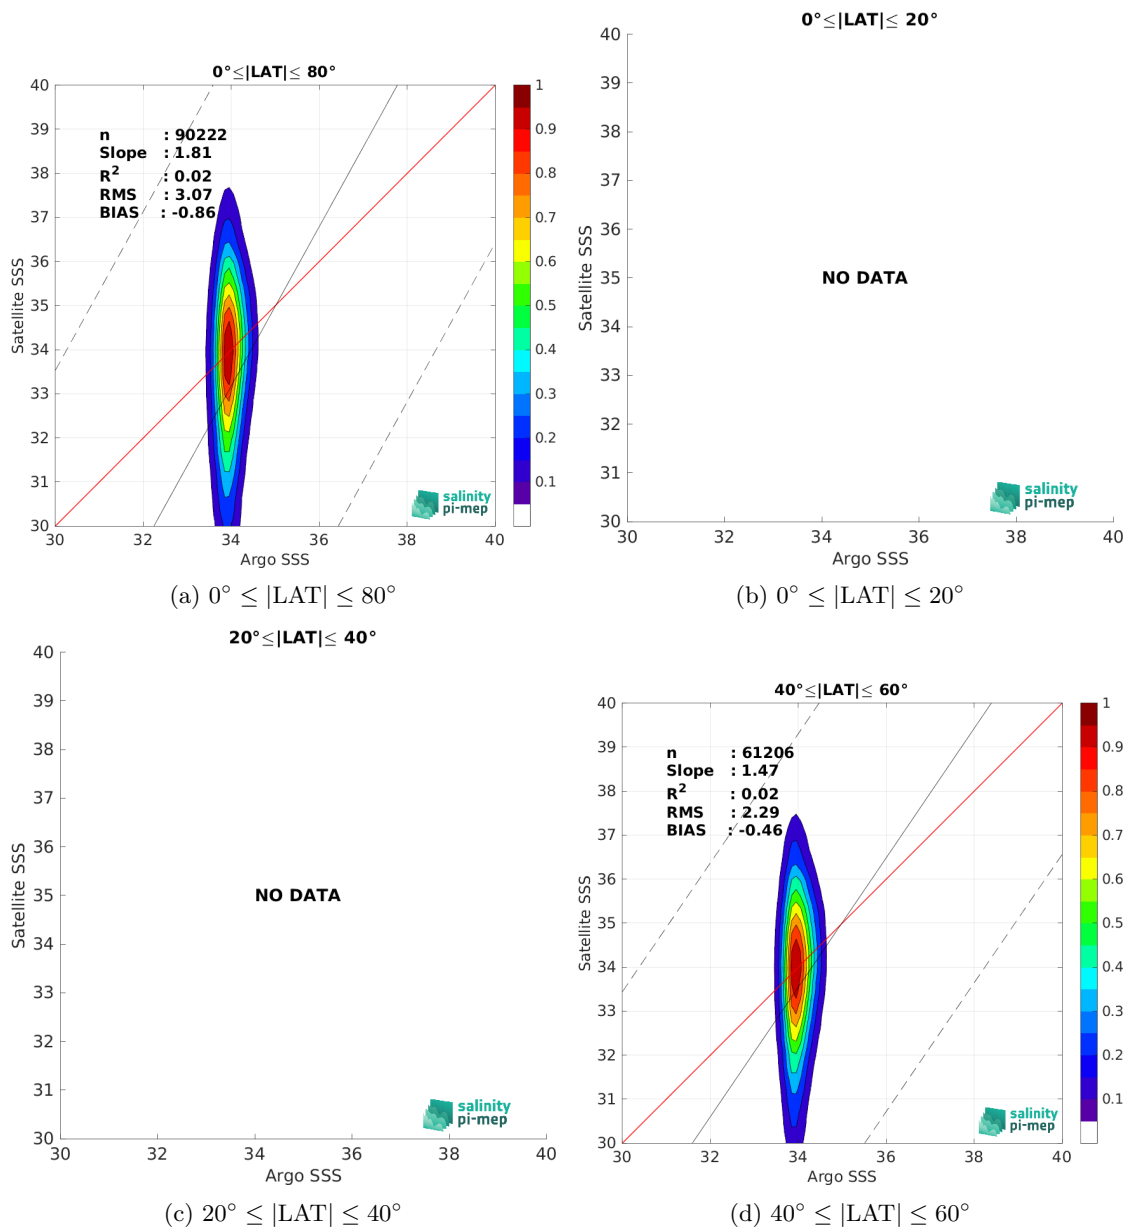 0°≤|LAT|≤ 80°
40
39
38
37
36
35
34
33
32
31
30
Satellite SSS
n : 90222
Slope : 1.81
R² : 0.02
RMS : 3.07
BIAS : -0.86
salinity
pi-mep
30 32 34 36 38 40
Argo SSS
1
0.9
0.8
0.7
0.6
0.5
0.4
0.3
0.2
0.1
(a) 0° ≤ |LAT| ≤ 80°
0°≤|LAT|≤ 20°
40
39
38
37
36
35
34
33
32
31
30
Satellite SSS
NO DATA
salinity
pi-mep
30 32 34 36 38 40
Argo SSS
(b) 0° ≤ |LAT| ≤ 20°
20°≤|LAT|≤ 40°
40
39
38
37
36
35
34
33
32
31
30
Satellite SSS
NO DATA
salinity
pi-mep
30 32 34 36 38 40
Argo SSS
(c) 20° ≤ |LAT| ≤ 40°
40°≤|LAT|≤ 60°
40
39
38
37
36
35
34
33
32
31
30
Satellite SSS
n : 61206
Slope : 1.47
R² : 0.02
RMS : 2.29
BIAS : -0.46
salinity
pi-mep
30 32 34 36 38 40
Argo SSS
1
0.9
0.8
0.7
0.6
0.5
0.4
0.3
0.2
0.1
(d) 40° ≤ |LAT| ≤ 60°